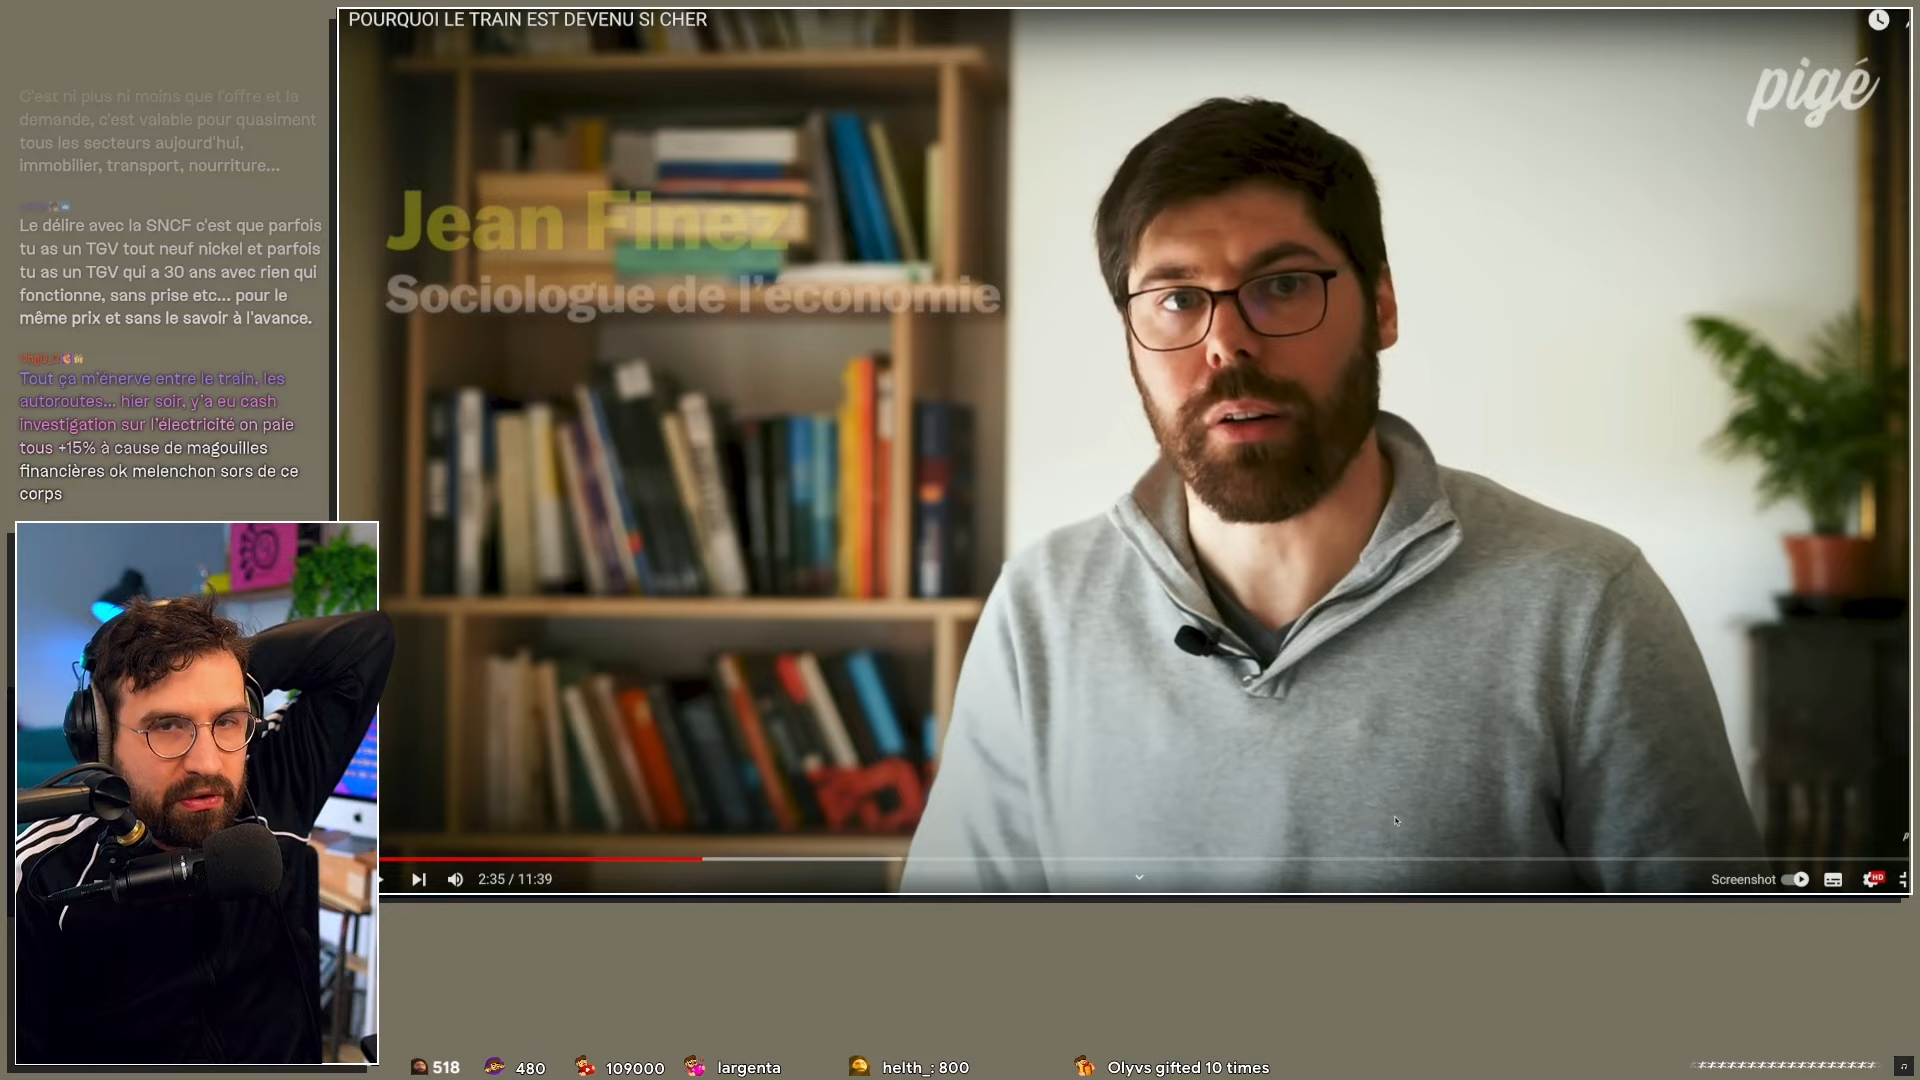 POURQUOI LE TRAIN EST DEVENU SI CHER
pigé
C'est ni plus ni moins que l'offre et la
demande, c'est valable pour quasiment
tous les secteurs aujourd'hui,
immobilier, transport, nourriture...
Le délire avec la SNCF c'est que parfois
tu as un TGV tout neuf nickel et parfois
tu as un TGV qui a 30 ans avec rien qui
fonctionne, sans prise etc... pour le
même prix et sans le savoir à l'avance.
Tout ça m'énerve entre le train, les
autoroutes... hier soir, y'a eu cash
investigation sur l'électricité on paie
tous +15% à cause de magouilles
financières ok melenchon sors de ce
corps
Jean Finez
Sociologue de l'économie
2:35 / 11:39
Screenshot
HD
518
480
109000
largenta
helth_: 800
Olyvs gifted 10 times